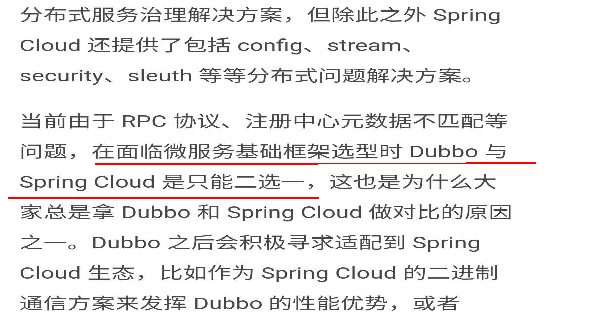 分布式服务治理解决方案，但除此之外 Spring
Cloud 还提供了包括 config、stream、
security、sleuth 等等分布式问题解决方案。
当前由于 RPC 协议、注册中心元数据不匹配等
问题，在面临微服务基础框架选型时 Dubbo 与
Spring Cloud 是只能二选一，这也是为什么大
家总是拿 Dubbo 和 Spring Cloud 做对比的原因
之一。Dubbo 之后会积极寻求适配到 Spring
Cloud 生态，比如作为 Spring Cloud 的二进制
通信方案来发挥 Dubbo 的性能优势，或者